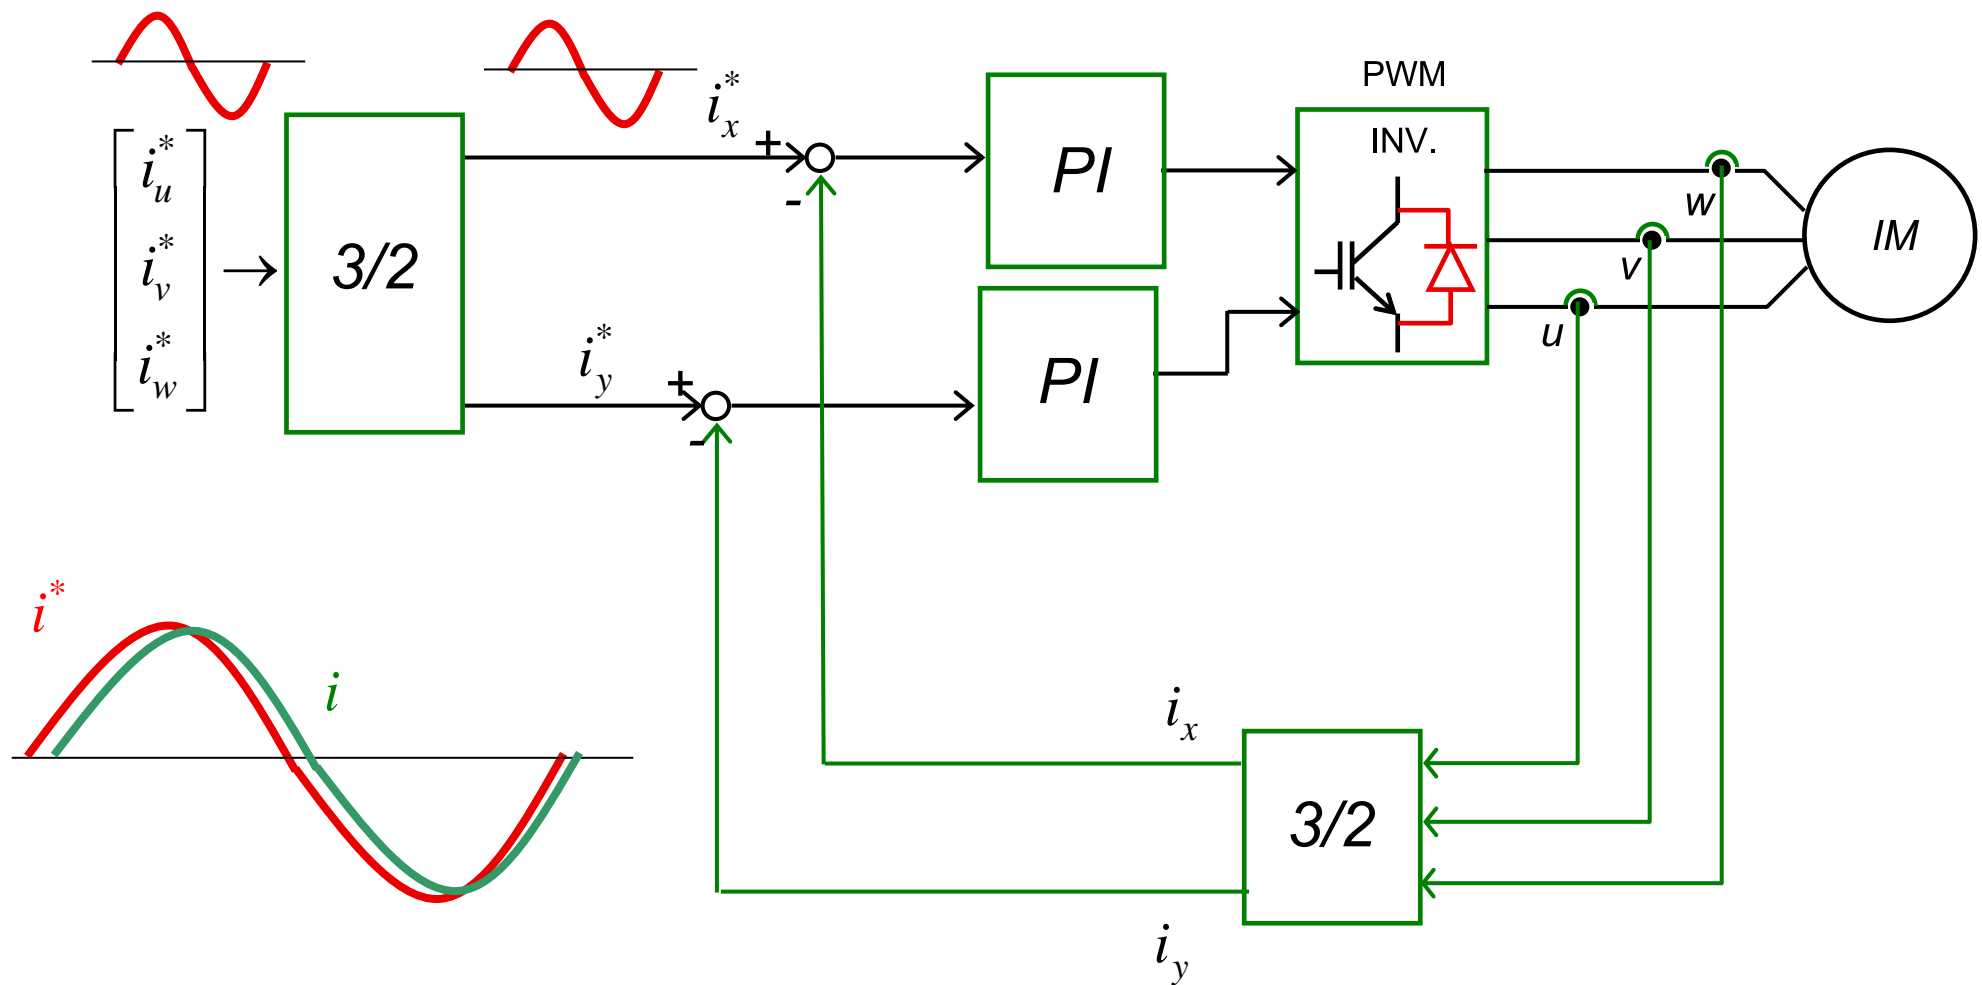 i*x
PWM
INV.
+
-
PI
i*u
i*v
i*w
3/2
w
v
u
IM
i*y
+
-
PI
i*
i
ix
3/2
iy